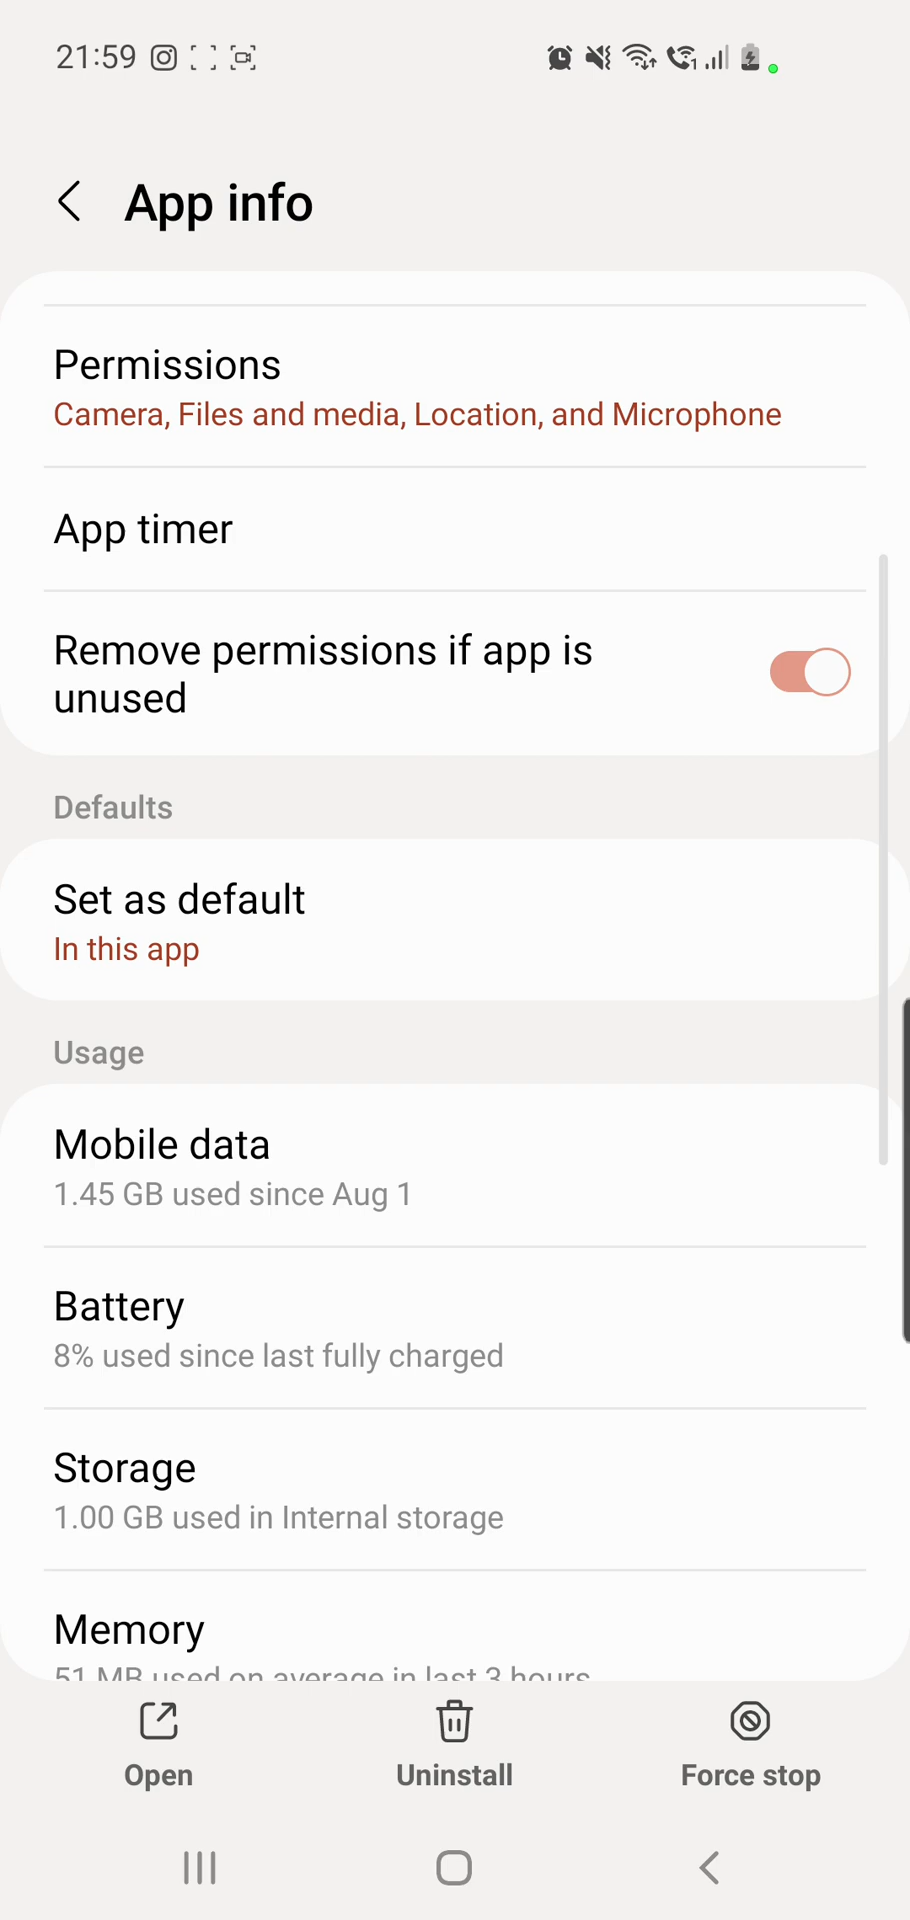 21:59
App info
Permissions
Camera, Files and media, Location, and Microphone
App timer
Remove permissions if app is
unused
Defaults
Set as default
In this app
Usage
Mobile data
1.45 GB used since Aug 1
Battery
8% used since last fully charged
Storage
1.00 GB used in Internal storage
Memory
51 MB used on average in last 3 hours
Open
Uninstall
Force stop